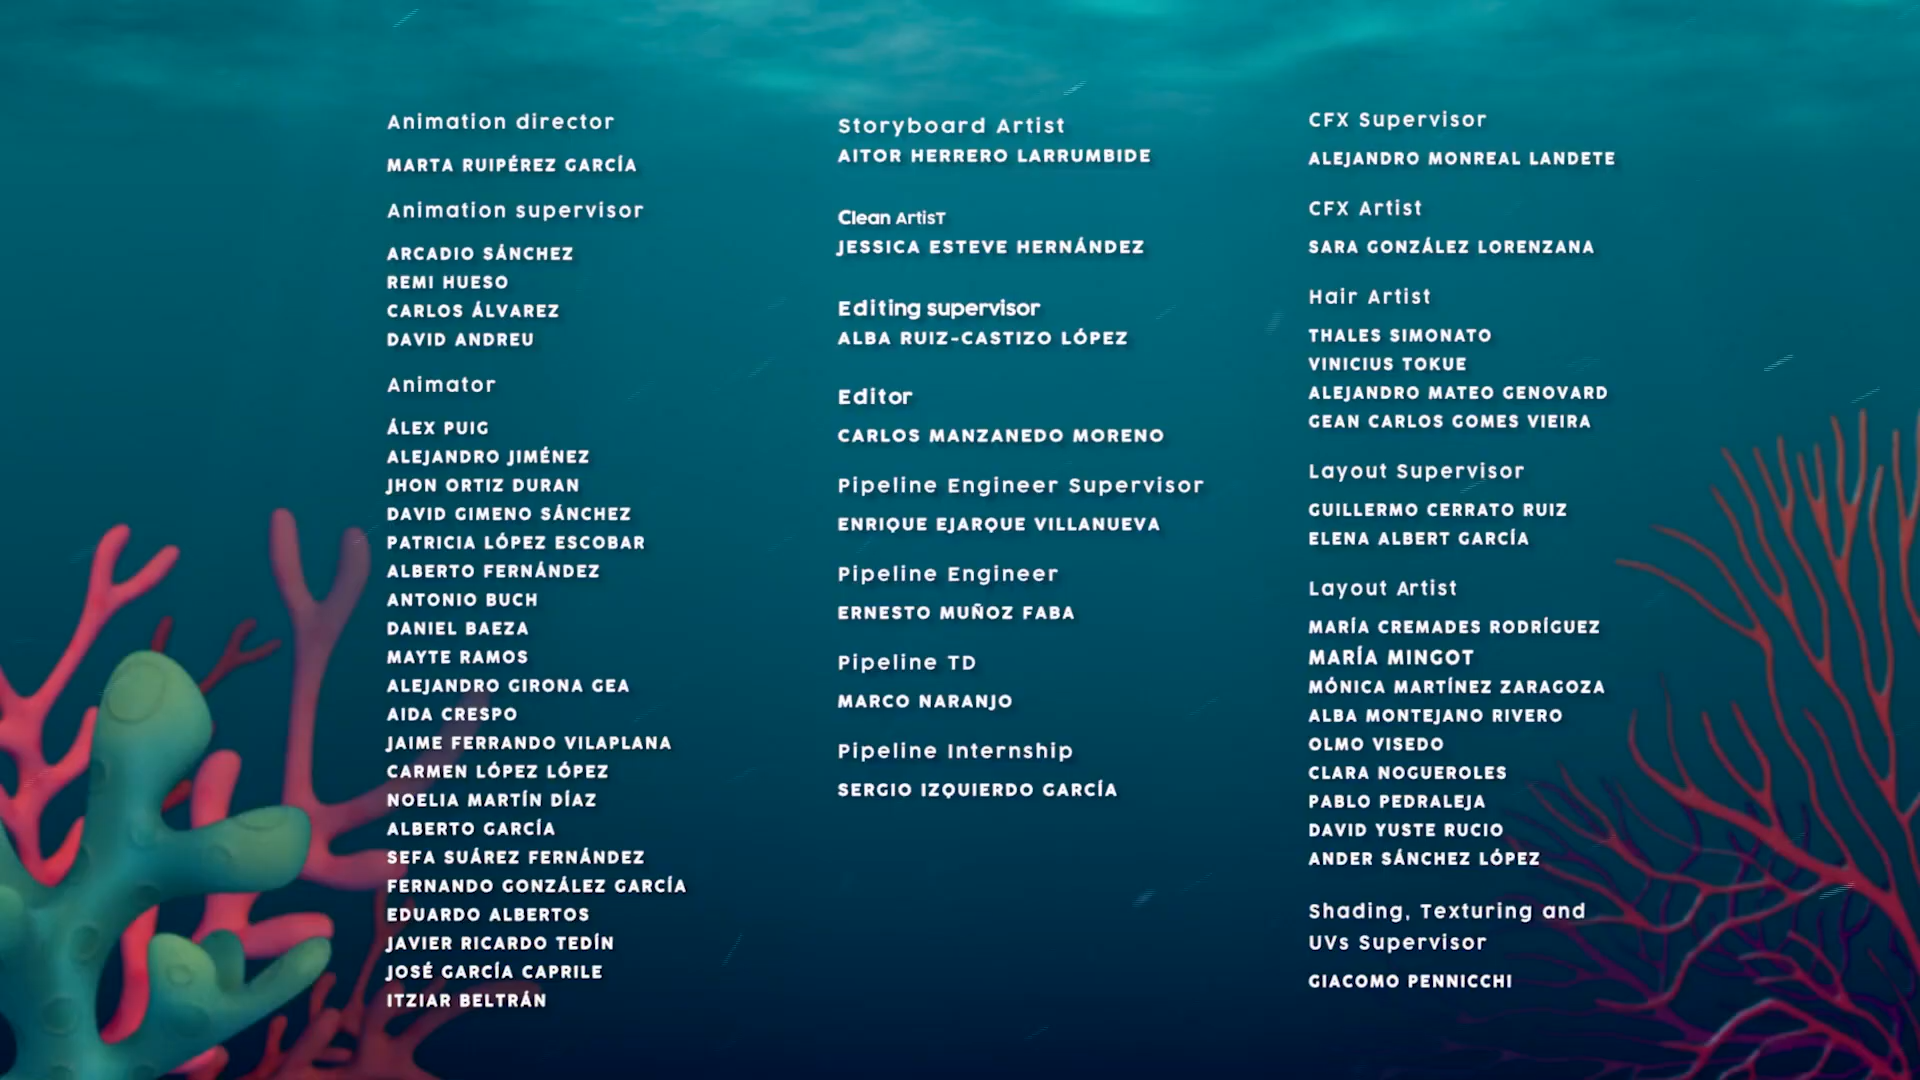 Animation director
MARTA RUIPÉREZ GARCÍA
Animation supervisor
ARCADIO SÁNCHEZ
REMI HUESO
CARLOS ÁLVAREZ
DAVID ANDREU
Animator
ÁLEX PUIG
ALEJANDRO JIMÉNEZ
JHON ORTIZ DURAN
DAVID GIMENO SÁNCHEZ
PATRICIA LÓPEZ ESCOBAR
ALBERTO FERNÁNDEZ
ANTONIO BUCH
DANIEL BAEZA
MAYTE RAMOS
ALEJANDRO GIRONA GEA
AIDA CRESPO
JAIME FERRANDO VILAPLANA
CARMEN LÓPEZ LÓPEZ
NOELIA MARTÍN DÍAZ
ALBERTO GARCÍA
SEFA SUÁREZ FERNÁNDEZ
FERNANDO GONZÁLEZ GARCÍA
EDUARDO ALBERTOS
JAVIER RICARDO TEDÍN
JOSÉ GARCÍA CAPRILE
ITZIAR BELTRÁN
Storyboard Artist
AITOR HERRERO LARRUMBIDE
Clean ArtisT
JESSICA ESTEVE HERNÁNDEZ
Editing supervisor
ALBA RUIZ-CASTIZO LÓPEZ
Editor
CARLOS MANZANEDO MORENO
Pipeline Engineer Supervisor
ENRIQUE EJARQUE VILLANUEVA
Pipeline Engineer
ERNESTO MUÑOZ FABA
Pipeline TD
MARCO NARANJO
Pipeline Internship
SERGIO IZQUIERDO GARCÍA
CFX Supervisor
ALEJANDRO MONREAL LANDETE
CFX Artist
SARA GONZÁLEZ LORENZANA
Hair Artist
THALES SIMONATO
VINICIUS TOKUE
ALEJANDRO MATEO GENOVARD
GEAN CARLOS GOMES VIEIRA
Layout Supervisor
GUILLERMO CERRATO RUIZ
ELENA ALBERT GARCÍA
Layout Artist
MARÍA CREMADES RODRÍGUEZ
MARÍA MINGOT
MÓNICA MARTÍNEZ ZARAGOZA
ALBA MONTEJANO RIVERO
OLMO VISEDO
CLARA NOGUEROLES
PABLO PEDRALEJA
DAVID YUSTE RUCIO
ANDER SÁNCHEZ LÓPEZ
Shading, Texturing and
UVs Supervisor
GIACOMO PENNICCHI